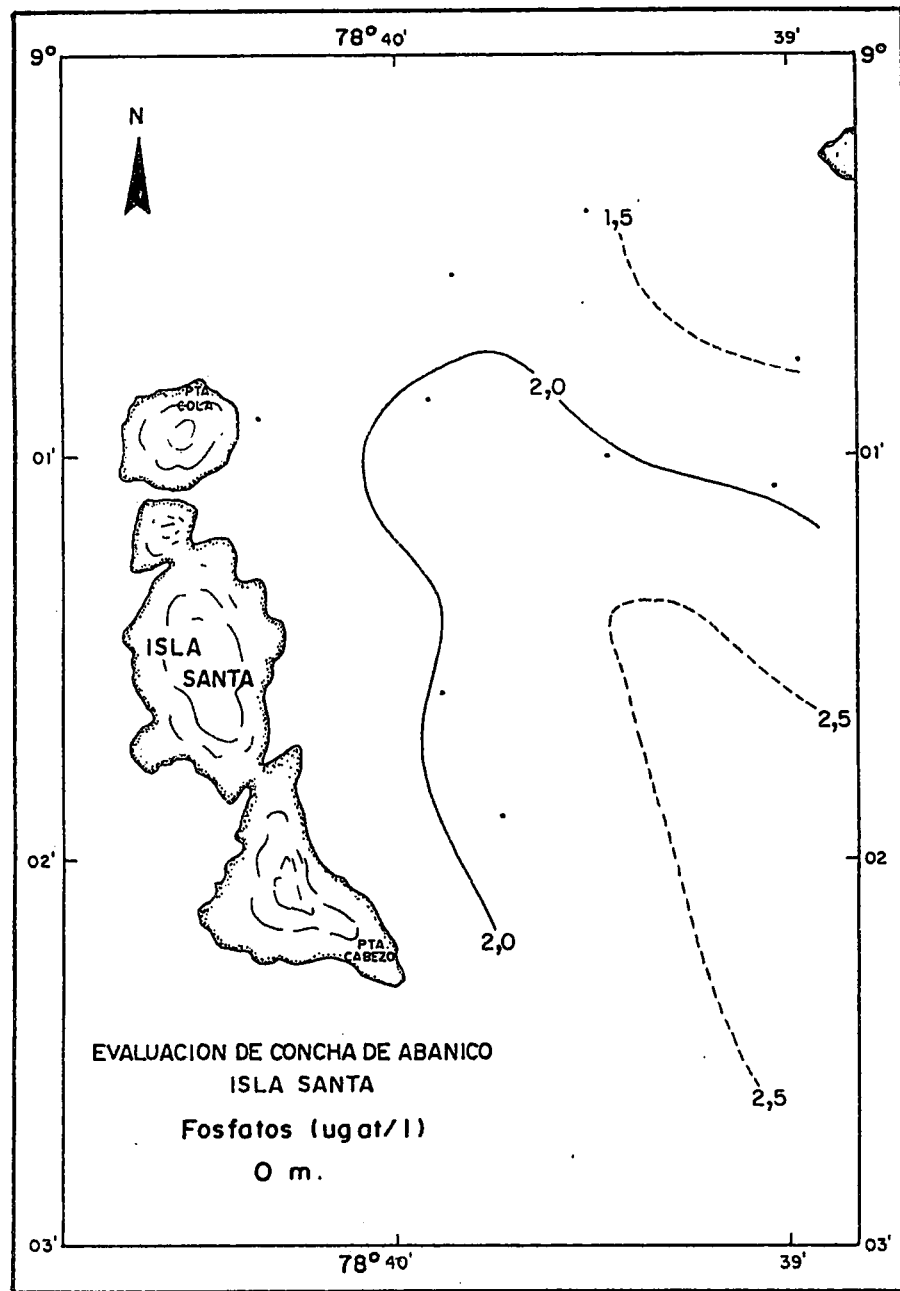 78° 40'
39'
9°
9°
N
1,5
PTA
COLA
2,0
01'
01'
ISLA
SANTA
2,5
02'
02
2,0
PTA.
CABEZO
EVALUACION DE CONCHA DE ABANICO
ISLA SANTA
2,5
Fosfatos (ugat/l)
0 m.
03'
03'
78° 40'
39'